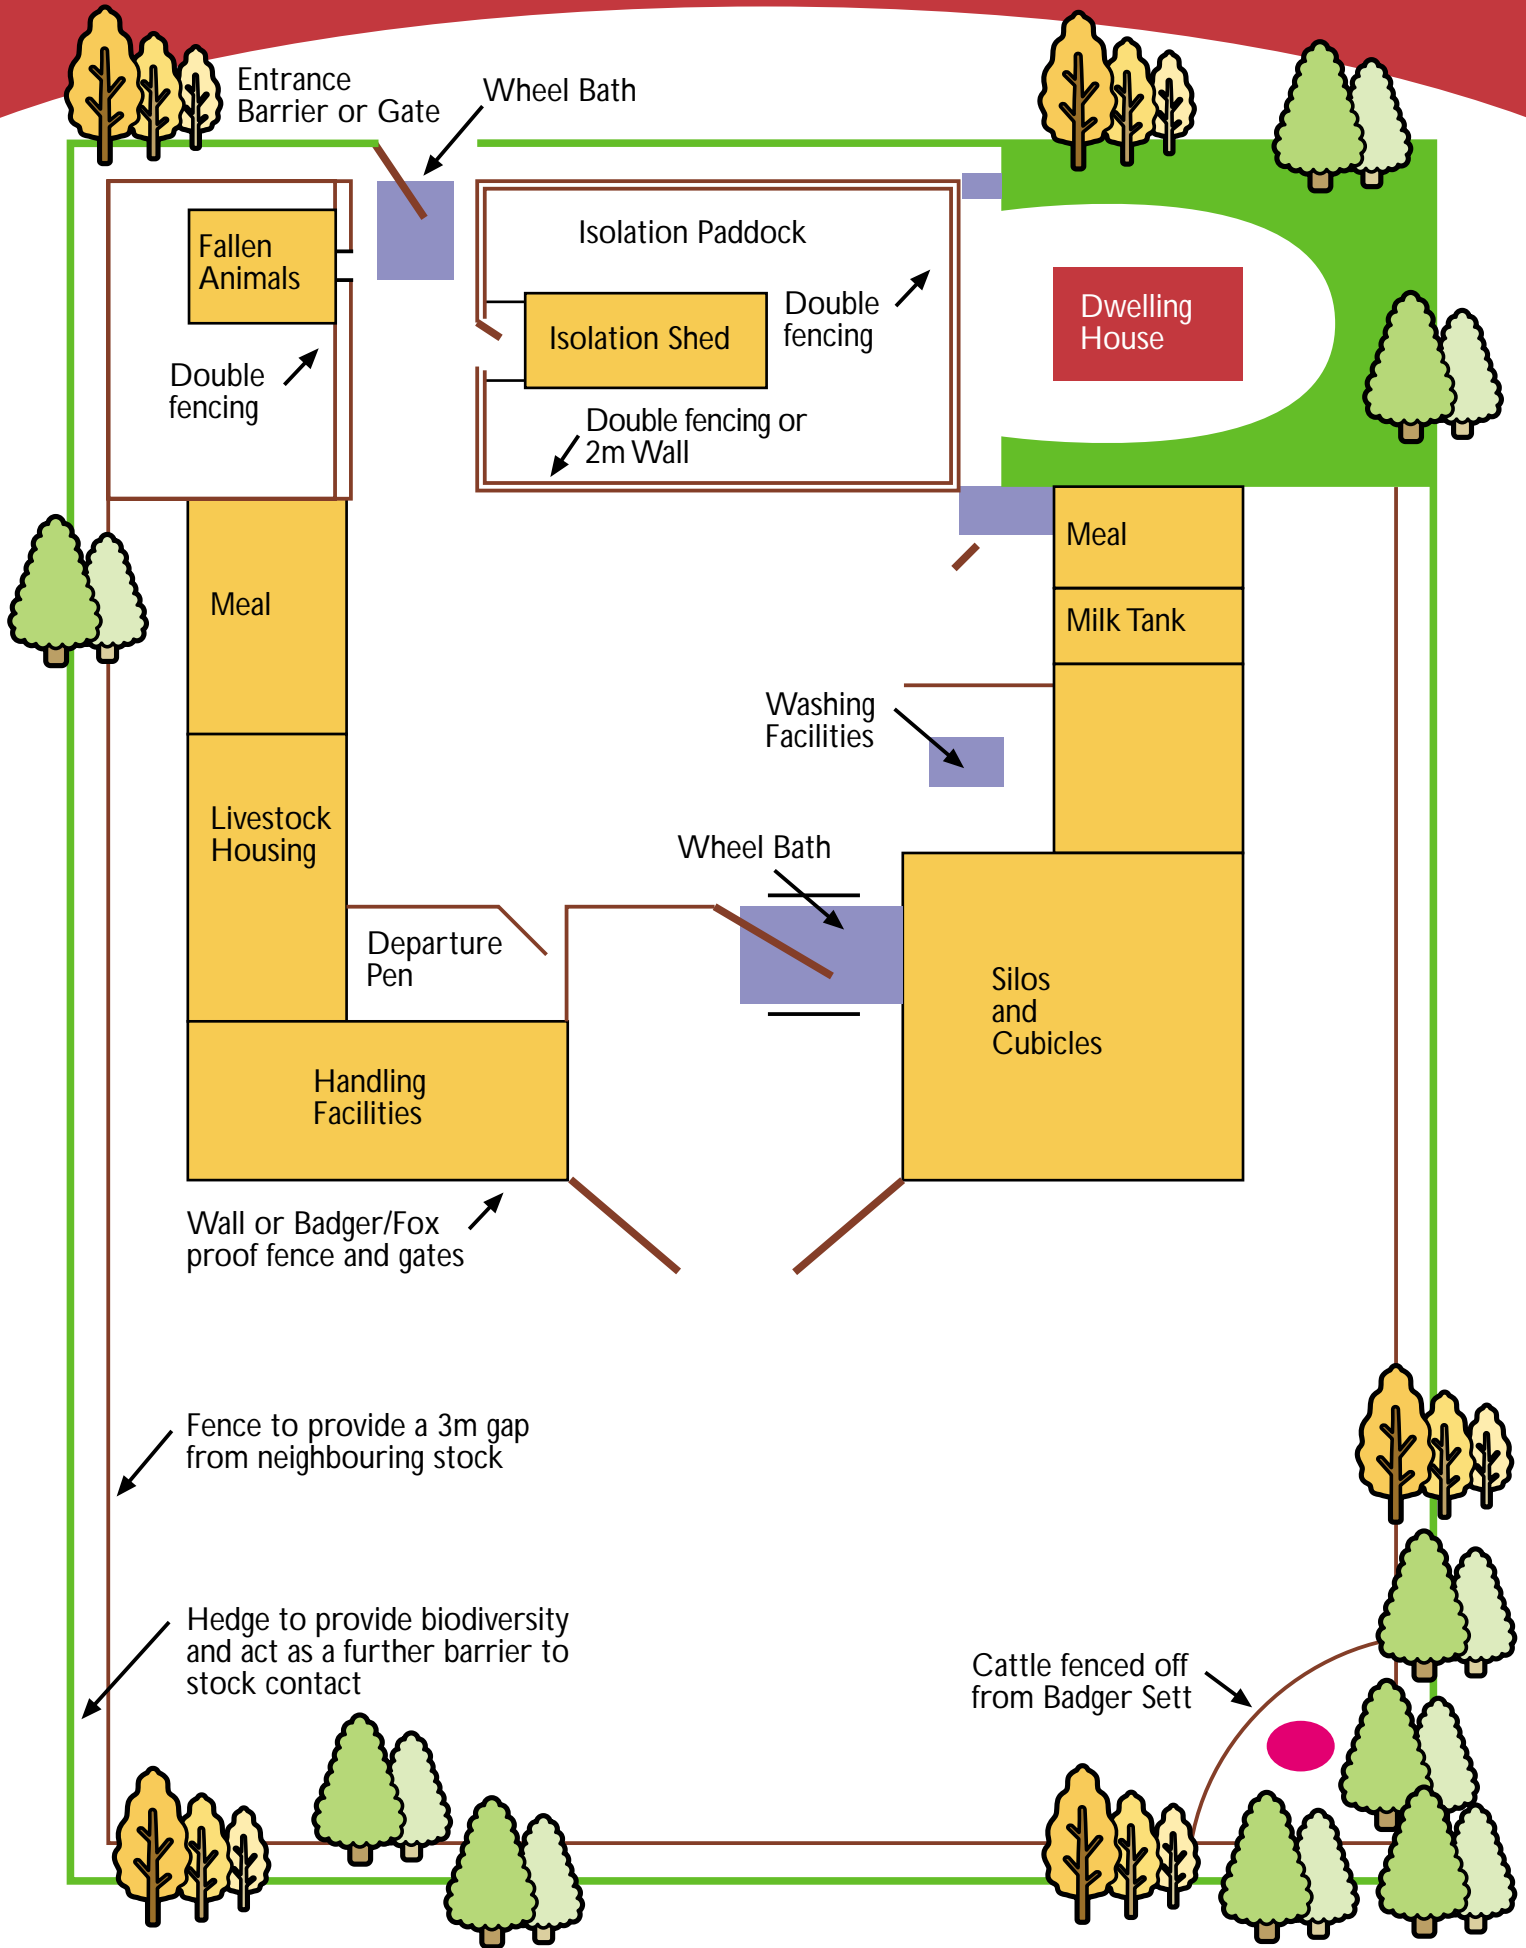 Entrance
Barrier or Gate
Wheel Bath
Fallen
Animals
Isolation Paddock
Double
fencing
Dwelling
House
Isolation Shed
Double
fencing
Double fencing or
2m Wall
Meal
Meal
Milk Tank
Washing
Facilities
Livestock
Housing
Wheel Bath
Departure
Pen
Silos
and
Cubicles
Handling
Facilities
Wall or Badger/Fox
proof fence and gates
Fence to provide a 3m gap
from neighbouring stock
Hedge to provide biodiversity
and act as a further barrier to
stock contact
Cattle fenced off
from Badger Sett